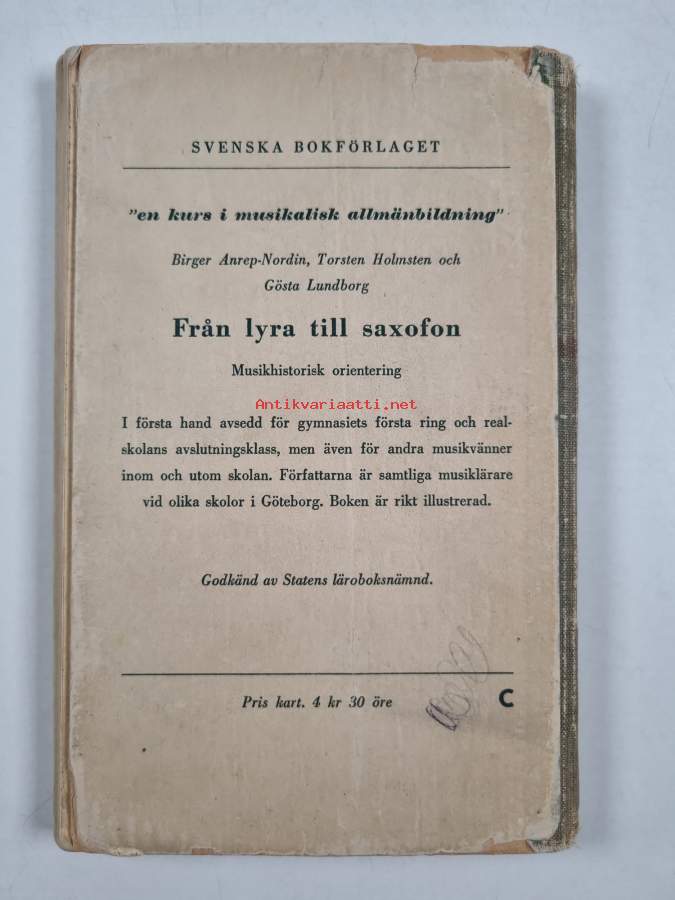 SVENSKA BOKFÖRLAGET
"en kurs i musikalisk allmänbildning"
Birger Anrep-Nordin, Torsten Holmsten och
Gösta Lundborg
Från lyra till saxofon
Musikhistorisk orientering
Antikvariaatti.net
I första hand avsedd för gymnasiets första ring och real-
skolans avslutningsklass, men även för andra musikvänner
inom och utom skolan. Författarna är samtliga musiklärare
vid olika skolor i Göteborg. Boken är rikt illustrerad.
Godkänd av Statens läroboksnämnd.
Pris kart. 4 kr 30 öre
C